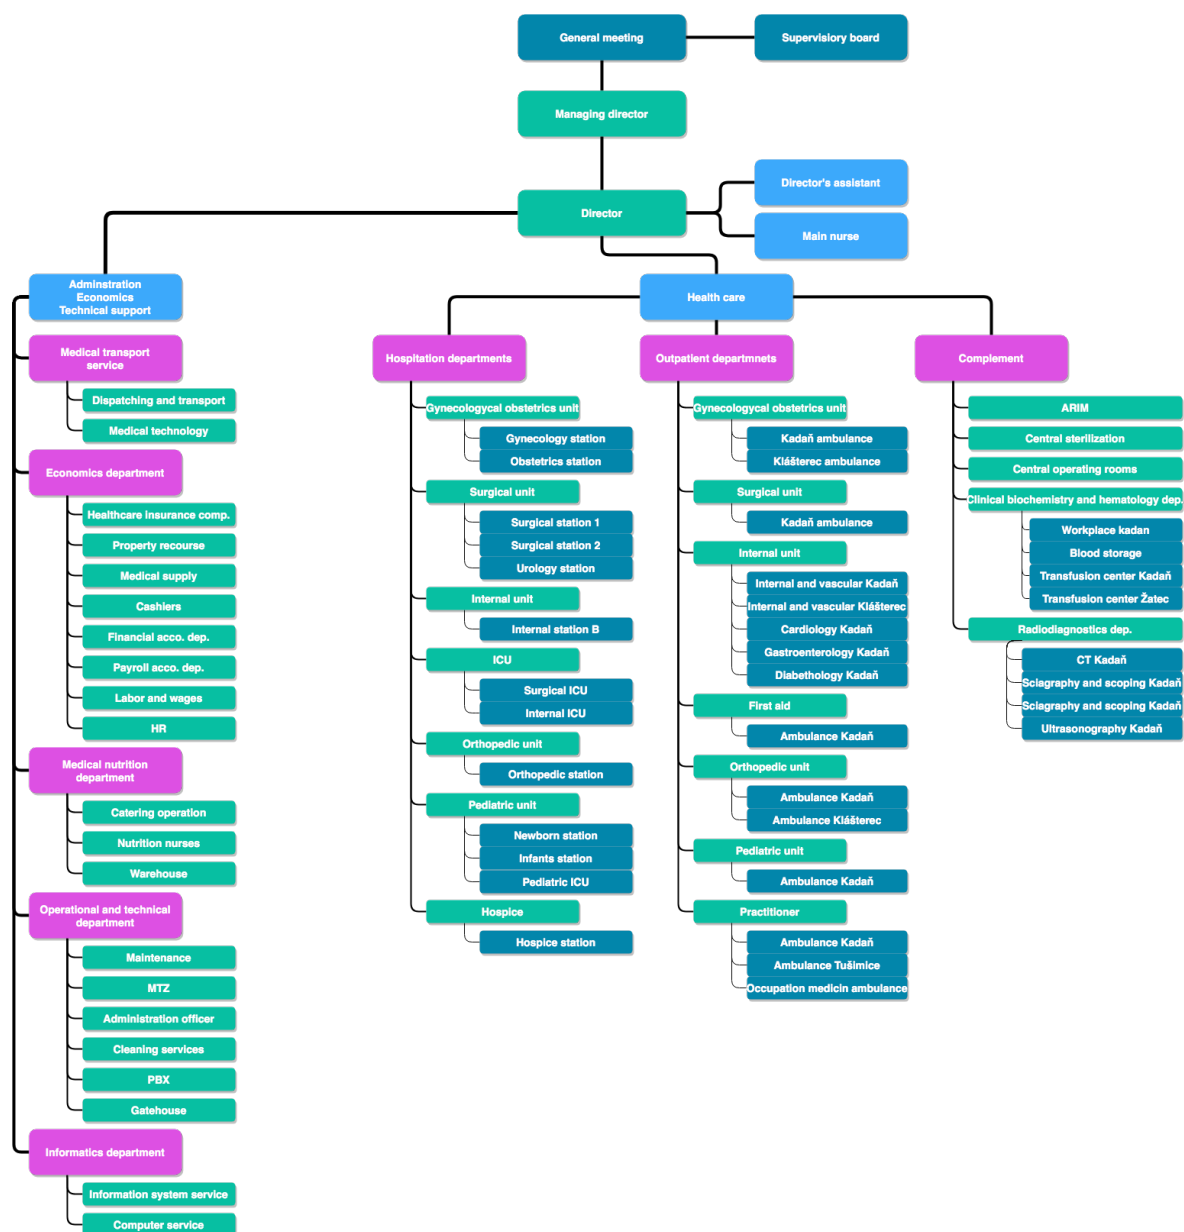 General meeting
Supervisiory board
Managing director
Director's assistant
Director
Main nurse
Adminstration
Economics
Technical support
Health care
Medical transport
service
Dispatching and transport
Medical technology
Economics department
Healthcare insurance comp.
Property recourse
Medical supply
Cashiers
Financial acco. dep.
Payroll acco. dep.
Labor and wages
HR
Medical nutrition
department
Catering operation
Nutrition nurses
Warehouse
Operational and technical
department
Maintenance
MTZ
Administration officer
Cleaning services
PBX
Gatehouse
Informatics department
Information system service
Computer service
Hospitation departments
Gynecologycal obstetrics unit
Gynecology station
Obstetrics station
Surgical unit
Surgical station 1
Surgical station 2
Urology station
Internal unit
Internal station B
ICU
Surgical ICU
Internal ICU
Orthopedic unit
Orthopedic station
Pediatric unit
Newborn station
Infants station
Pediatric ICU
Hospice
Hospice station
Outpatient departmnets
Gynecologycal obstetrics unit
Kadaň ambulance
Klášterec ambulance
Surgical unit
Kadaň ambulance
Internal unit
Internal and vascular Kadaň
Internal and vascular Klášterec
Cardiology Kadaň
Gastroenterology Kadaň
Diabethology Kadaň
First aid
Ambulance Kadaň
Orthopedic unit
Ambulance Kadaň
Ambulance Klášterec
Pediatric unit
Ambulance Kadaň
Practitioner
Ambulance Kadaň
Ambulance Tušimice
Occupation medicin ambulance
Complement
ARIM
Central sterilization
Central operating rooms
Clinical biochemistry and hematology dep.
Workplace kadan
Blood storage
Transfusion center Kadaň
Transfusion center Žatec
Radiodiagnostics dep.
CT Kadaň
Sciagraphy and scoping Kadaň
Sciagraphy and scoping Kadaň
Ultrasonography Kadaň